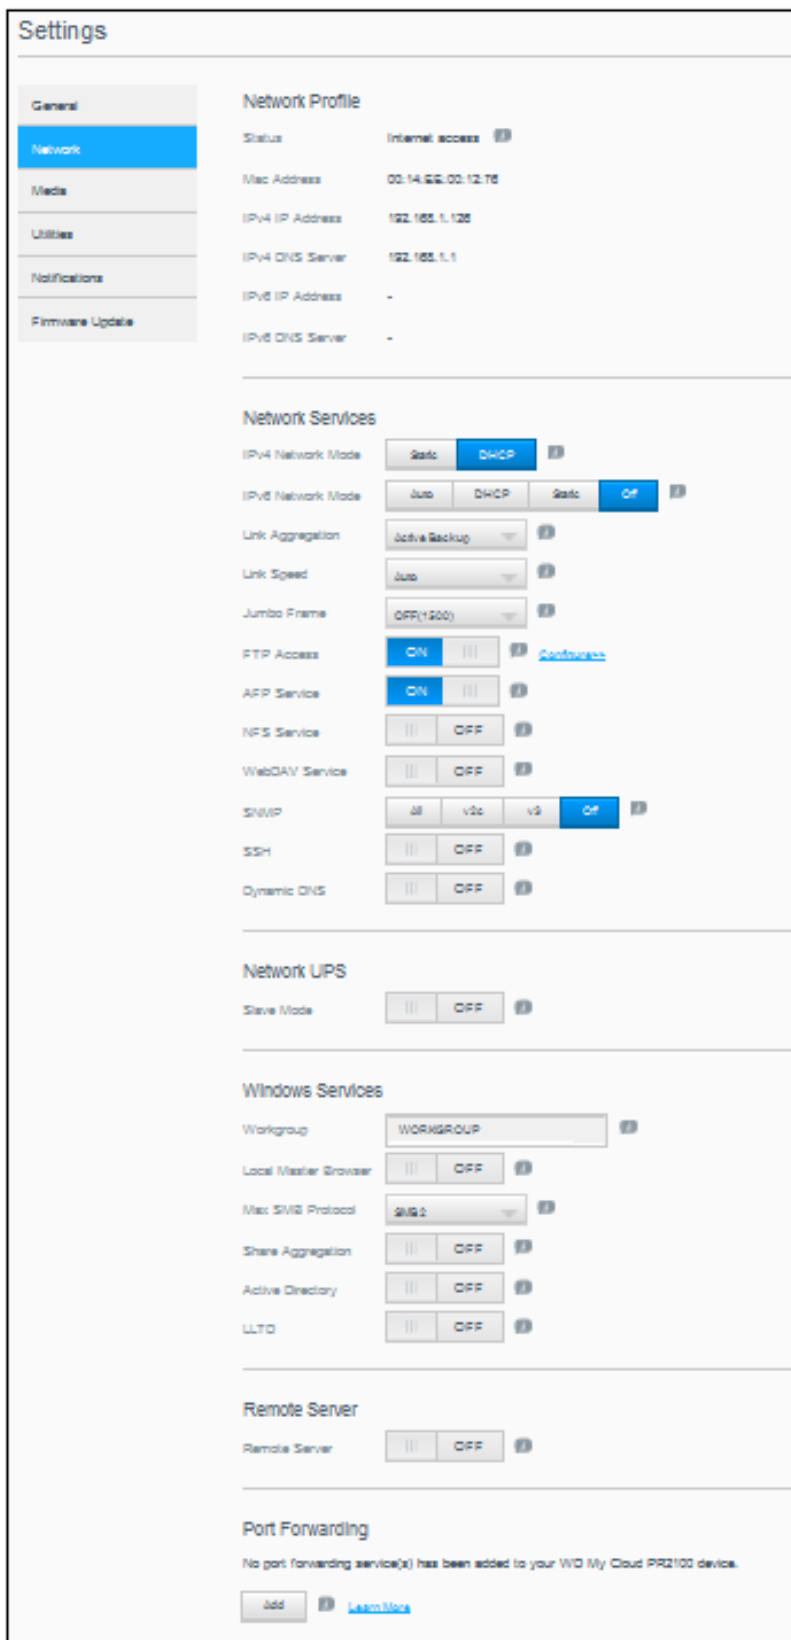 Settings
General
Network
Media
Utilities
Notifications
Firmware Update
Network Profile
Status Internet access
Mac Address 00:14:EE:00:12:76
IPv4 IP Address 192.168.1.126
IPv4 DNS Server 192.168.1.1
IPv6 IP Address -
IPv6 DNS Server -
Network Services
IPv4 Network Mode Static DHCP
IPv6 Network Mode Auto DHCP Static Off
Link Aggregation Active Backup
Link Speed Auto
Jumbo Frame OFF(1500)
FTP Access ON Configure>>
AFP Service ON
NFS Service OFF
WebDAV Service OFF
SNMP All v2c v3 Off
SSH OFF
Dynamic DNS OFF
Network UPS
Slave Mode OFF
Windows Services
Workgroup WORKGROUP
Local Master Browser OFF
Max SMB Protocol SMB 2
Share Aggregation OFF
Active Directory OFF
LLTD OFF
Remote Server
Remote Server OFF
Port Forwarding
No port forwarding service(s) has been added to your WD My Cloud PR2100 device.
Add Learn More